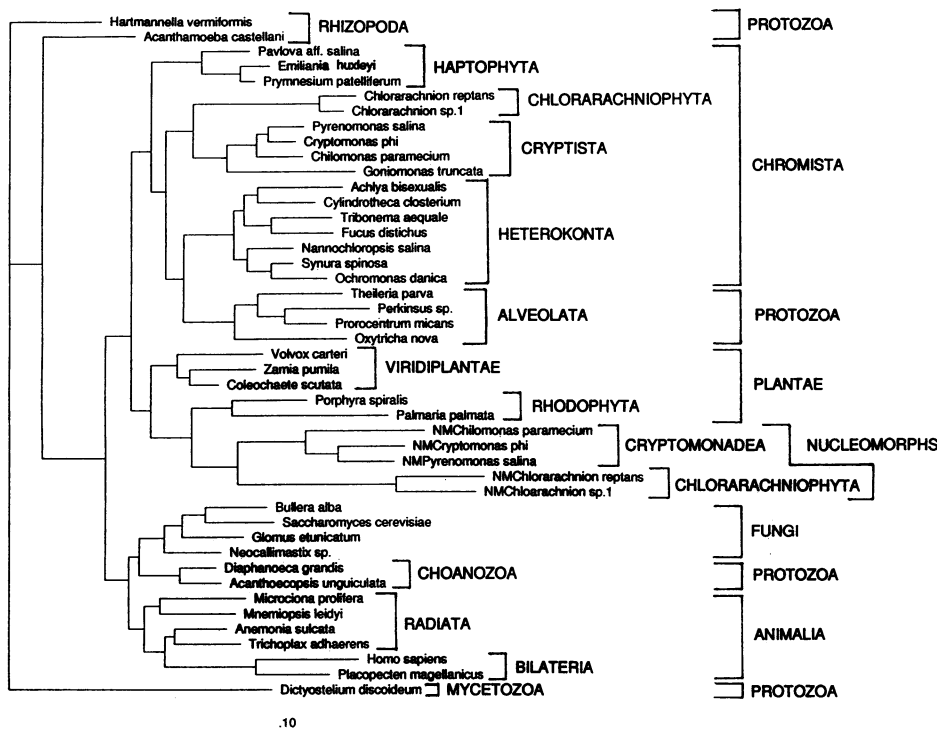 Hartmannella vermiformis
RHIZOPODA
PROTOZOA
Acanthamoeba castellani
Pavlova aff. salina
Emiliania huxleyi
HAPTOPHYTA
Prymnesium patelliferum
Chlorarachnion reptans
CHLORARACHNIOPHYTA
Chlorarachnion sp.1
Pyrenomonas salina
Cryptomonas phi
CRYPTISTA
Chilomonas paramecium
CHROMISTA
Goniomonas truncata
Achlya bisexualis
Cylindrotheca closterium
Tribonema aequale
Fucus distichus
HETEROKONTA
Nannochloropsis salina
Synura spinosa
Ochromonas danica
Theileria parva
Perkinsus sp.
ALVEOLATA
PROTOZOA
Prorocentrum micans
Oxytricha nova
Volvox carteri
Zamia pumila
VIRIDIPLANTAE
Coleochaete scutata
PLANTAE
Porphyra spiralis
RHODOPHYTA
Palmaria palmata
NMChilomonas paramecium
NMCryptomonas phi
CRYPTOMONADEA
NUCLEOMORPHS
NMPyrenomonas salina
NMChlorarachnion reptans
CHLORARACHNIOPHYTA
NMChloarachnion sp.1
Bullera alba
Saccharomyces cerevisiae
FUNGI
Glomus etunicatum
Neocallimastix sp.
Diaphanoeca grandis
CHOANOZOA
PROTOZOA
Acanthoecopsis unguiculata
Microciona prolifera
Mnemiopsis leidyi
RADIATA
Anemonia sulcata
ANIMALIA
Trichoplax adhaerens
Homo sapiens
BILATERIA
Placopecten magellanicus
Dictyostelium discoideum
MYCETOZOA
PROTOZOA
.10